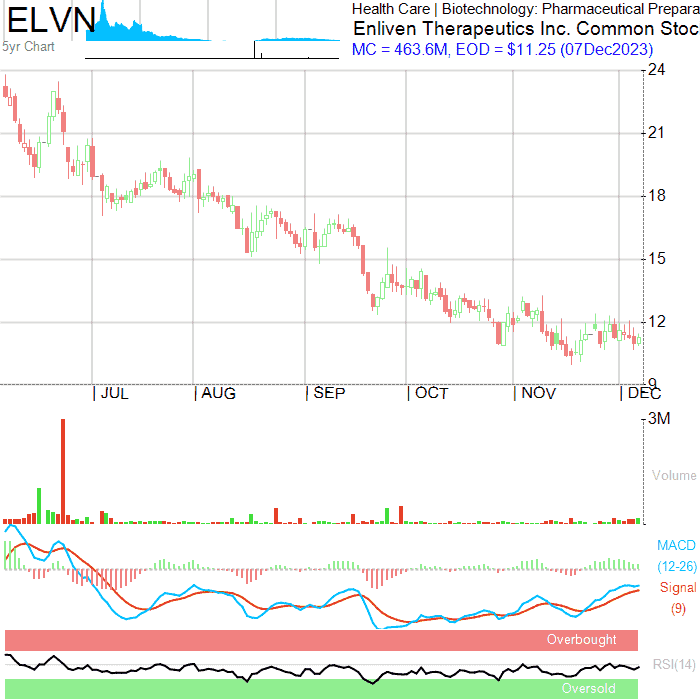 ELVN
5yr Chart
Health Care | Biotechnology: Pharmaceutical Prepara
Enliven Therapeutics Inc. Common Stoc
MC = 463.6M, EOD = $11.25 (07Dec2023)
24
21
18
15
12
9
| JUL | AUG | SEP | OCT | NOV | DEC
3M
Volume
MACD
(12-26)
Signal
(9)
Overbought
RSI(14)
Oversold